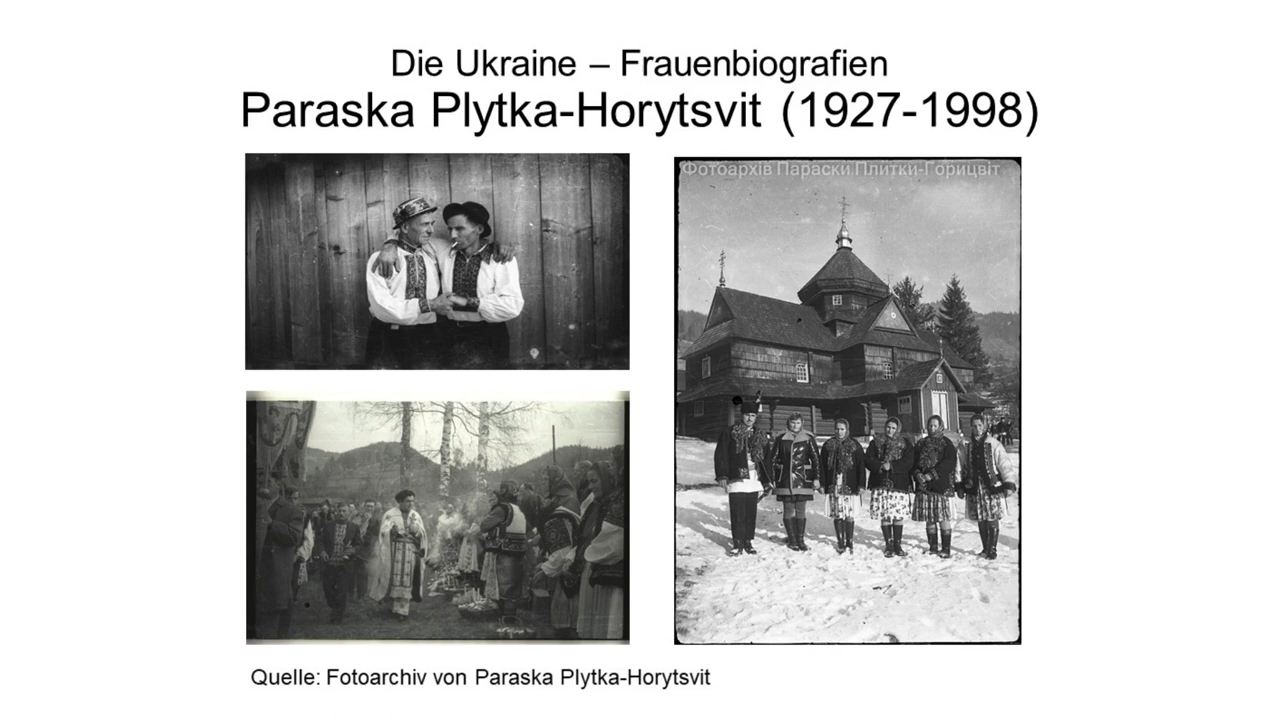 Die Ukraine – Frauenbiografien
Paraska Plytka-Horytsvit (1927-1998)
Фотоархів Параски Плитки-Горицвіт
Quelle: Fotoarchiv von Paraska Plytka-Horytsvit